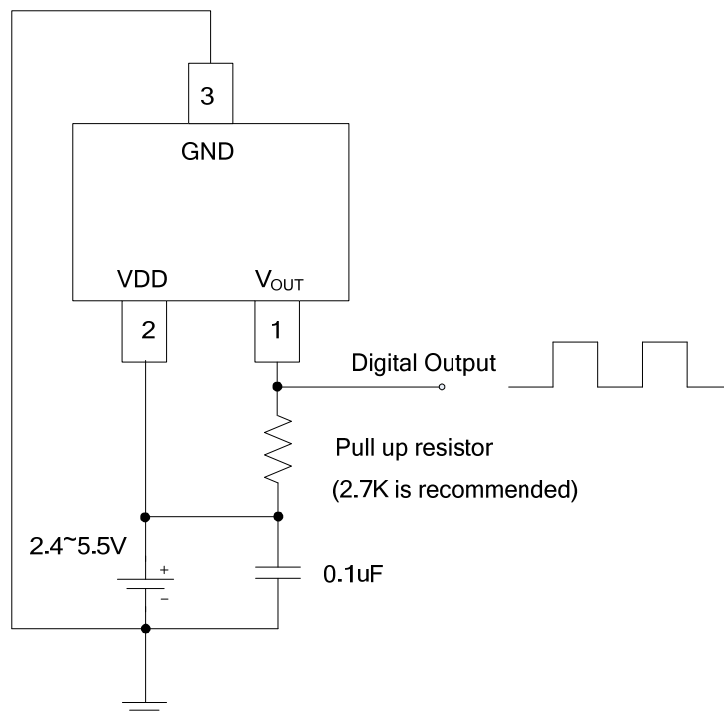 3
GND
VDD
VOUT
2
1
Digital Output
Pull up resistor
(2.7K is recommended)
2.4~5.5V
+
-
0.1uF